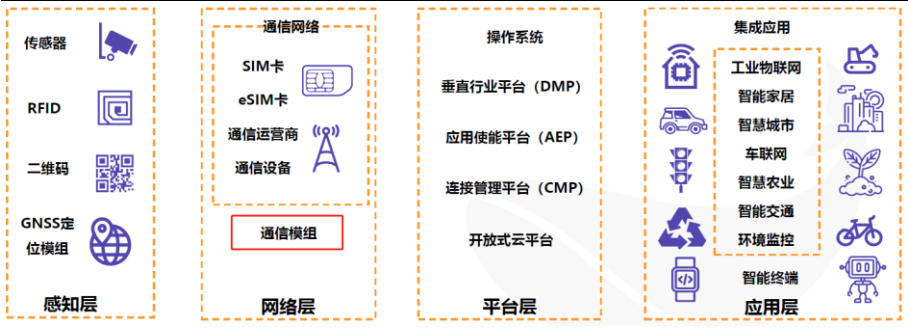 传感器
RFID
二维码
GNSS定
位模组
感知层
通信网络
SIM卡
eSIM卡
通信运营商
通信设备
通信模组
网络层
操作系统
垂直行业平台（DMP）
应用使能平台（AEP）
连接管理平台（CMP）
开放式云平台
平台层
集成应用
工业物联网
智能家居
智慧城市
车联网
智慧农业
智能交通
环境监控
智能终端
应用层